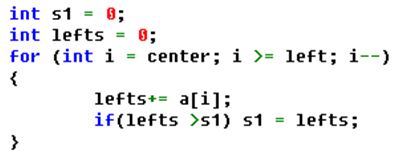 int s1 = 0;
int lefts = 0;
for (int i = center; i >= left; i--)
{
        lefts+= a[i];
        if(lefts >s1) s1 = lefts;
}